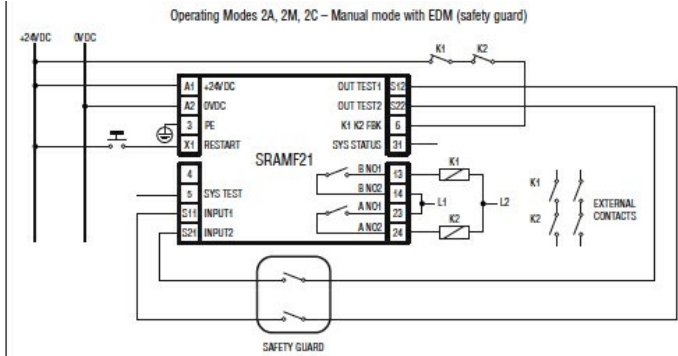 Operating Modes 2A, 2M, 2C – Manual mode with EDM (safety guard)
+24VDC 0VDC
K1 K2
A1 +24VDC OUT TEST1 S12
A2 0VDC OUT TEST2 S22
3 PE K1 K2 FBK 6
X1 RESTART SYS STATUS 31
SRAMF21
4 B NO1 13 K1
5 SYS TEST B NO2 14 L1 L2
S11 INPUT1 A NO1 23
S21 INPUT2 A NO2 24 K2
K1
K2
EXTERNAL
CONTACTS
SAFETY GUARD